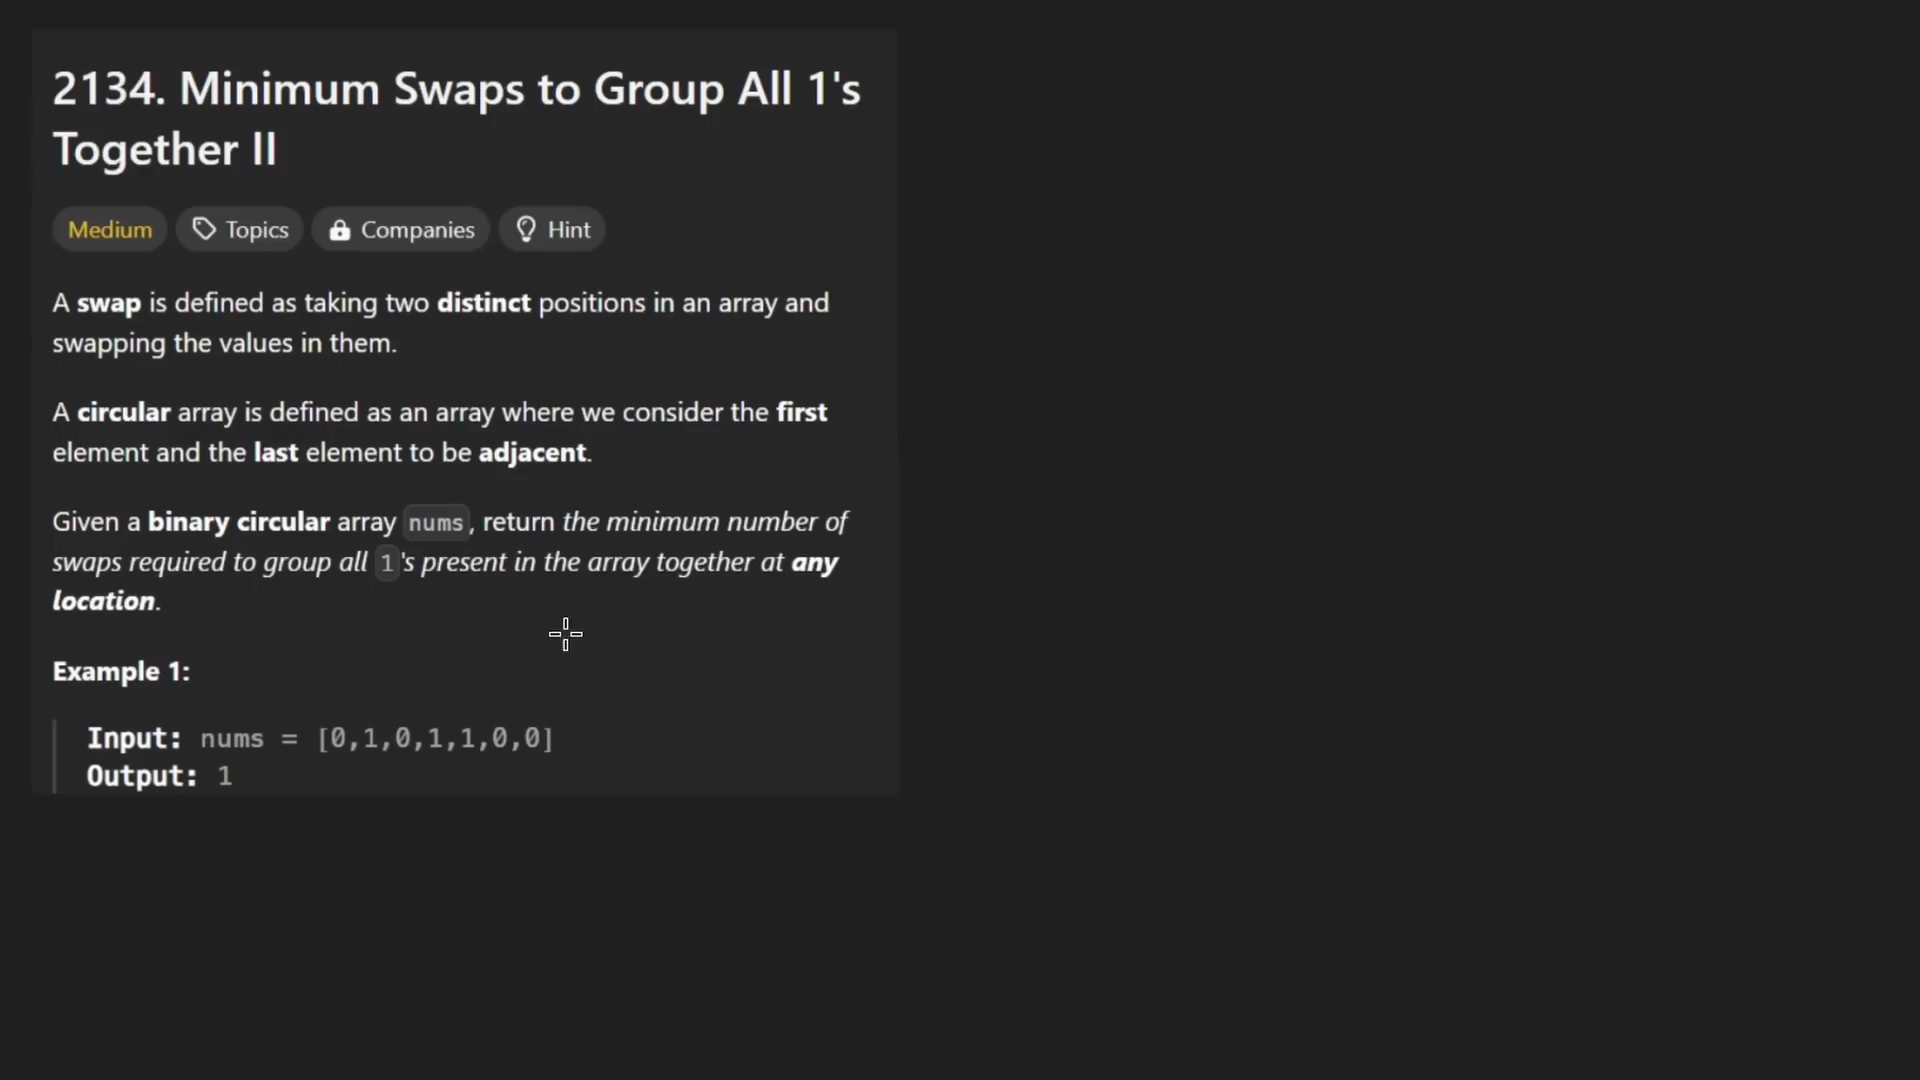 2134. Minimum Swaps to Group All 1's
Together II
Medium Topics Companies Hint
A swap is defined as taking two distinct positions in an array and
swapping the values in them.
A circular array is defined as an array where we consider the first
element and the last element to be adjacent.
Given a binary circular array nums, return the minimum number of
swaps required to group all 1's present in the array together at any
location.
Example 1:
Input: nums = [0,1,0,1,1,0,0]
Output: 1